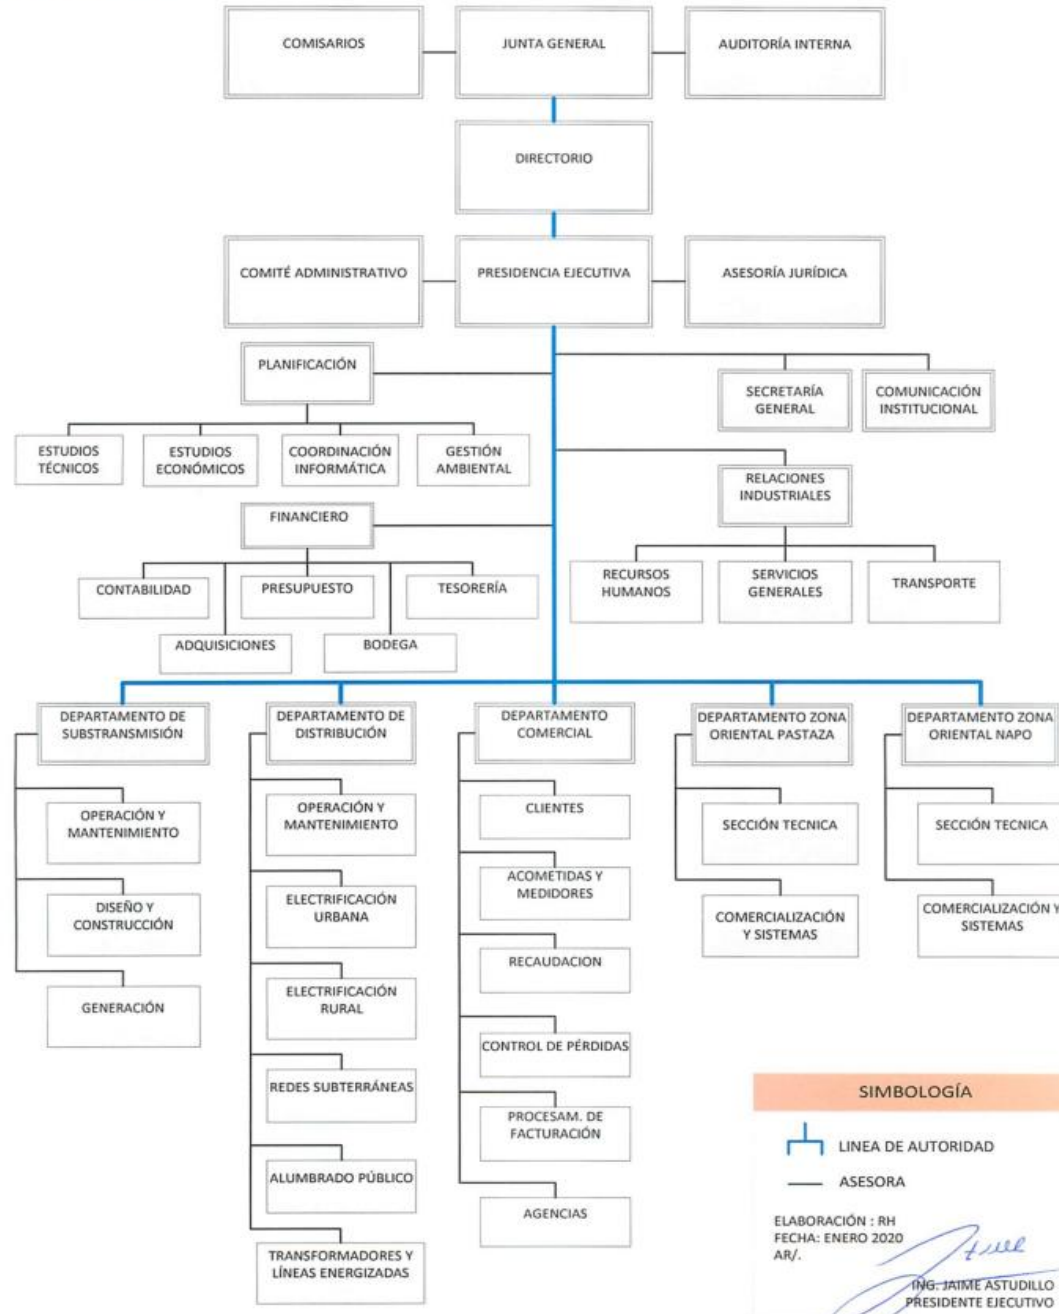 COMISARIOS
JUNTA GENERAL
AUDITORÍA INTERNA
DIRECTORIO
COMITÉ ADMINISTRATIVO
PRESIDENCIA EJECUTIVA
ASESORÍA JURÍDICA
PLANIFICACIÓN
SECRETARÍA
GENERAL
COMUNICACIÓN
INSTITUCIONAL
ESTUDIOS
TÉCNICOS
ESTUDIOS
ECONÓMICOS
COORDINACIÓN
INFORMÁTICA
GESTIÓN
AMBIENTAL
RELACIONES
INDUSTRIALES
FINANCIERO
RECURSOS
HUMANOS
SERVICIOS
GENERALES
TRANSPORTE
CONTABILIDAD
PRESUPUESTO
TESORERÍA
ADQUISICIONES
BODEGA
DEPARTAMENTO DE
SUBSTRANSMISIÓN
DEPARTAMENTO DE
DISTRIBUCIÓN
DEPARTAMENTO
COMERCIAL
DEPARTAMENTO ZONA
ORIENTAL PASTAZA
DEPARTAMENTO ZONA
ORIENTAL NAPO
OPERACIÓN Y
MANTENIMIENTO
DISEÑO Y
CONSTRUCCIÓN
GENERACIÓN
OPERACIÓN Y
MANTENIMIENTO
ELECTRIFICACIÓN
URBANA
ELECTRIFICACIÓN
RURAL
REDES SUBTERRÁNEAS
ALUMBRADO PÚBLICO
TRANSFORMADORES Y
LÍNEAS ENERGIZADAS
CLIENTES
ACOMETIDAS Y
MEDIDORES
RECAUDACION
CONTROL DE PÉRDIDAS
PROCESAM. DE
FACTURACIÓN
AGENCIAS
SECCIÓN TECNICA
COMERCIALIZACIÓN
Y SISTEMAS
SECCIÓN TECNICA
COMERCIALIZACIÓN Y
SISTEMAS
SIMBOLOGÍA
LINEA DE AUTORIDAD
ASESORA
ELABORACIÓN : RH
FECHA: ENERO 2020
AR/.
ING. JAIME ASTUDILLO
PRESIDENTE EJECUTIVO